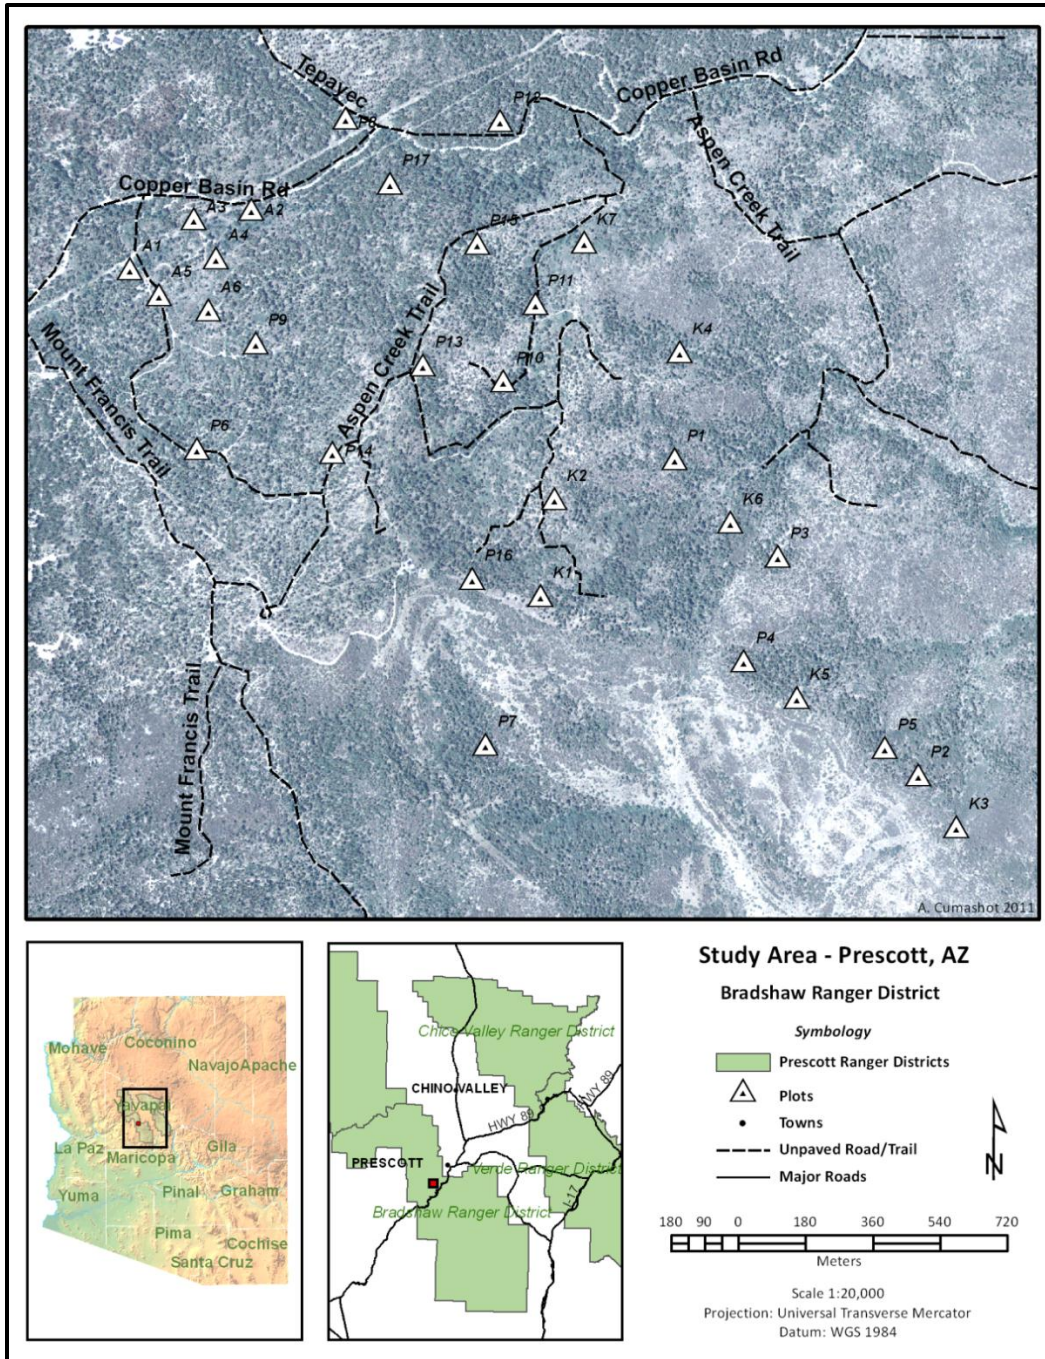 Tepayec
P8
P12
Copper Basin Rd
Aspen Creek Trail
P17
Copper Basin Rd
A3
A2
A4
A1
A5
A6
P15
K7
P11
P9
Mount Francis Trail
Aspen Creek Trail
P13
P10
K4
P6
P14
P1
K2
K6
P3
P16
K1
P4
K5
Mount Francis Trail
P7
P5
P2
K3
A. Cumashot 2011
Mohave
Coconino
Navajo
Apache
Yavapai
La Paz
Maricopa
Gila
Yuma
Pinal
Graham
Pima
Cochise
Santa Cruz
Chico Valley Ranger District
CHINO VALLEY
HWY 89
HWY 89
PRESCOTT
Verde Ranger District
I-17
Bradshaw Ranger District
Study Area - Prescott, AZ
Bradshaw Ranger District
Symbology
Prescott Ranger Districts
Plots
Towns
Unpaved Road/Trail
Major Roads
N
180 90 0 180 360 540 720
Meters
Scale 1:20,000
Projection: Universal Transverse Mercator
Datum: WGS 1984